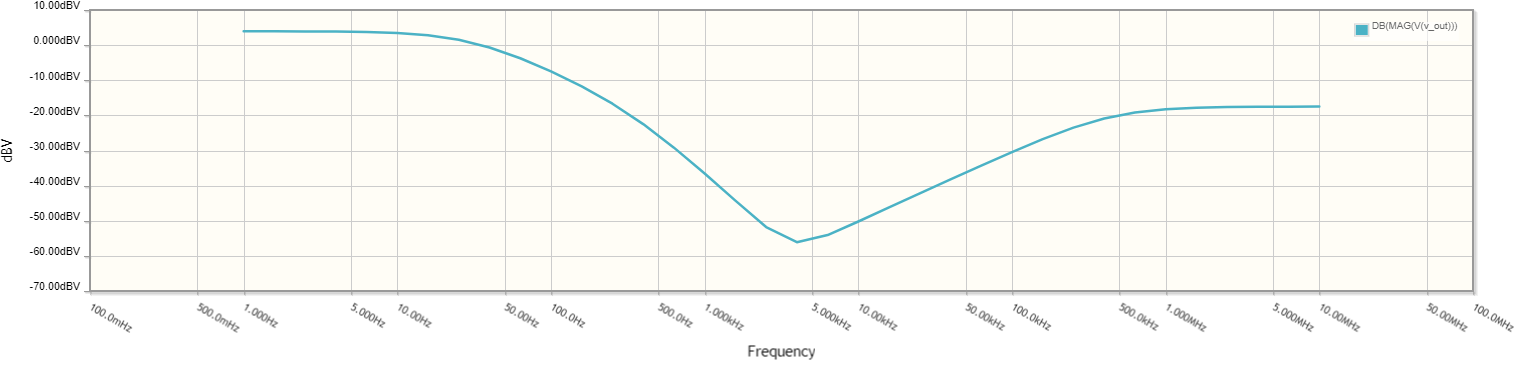 10.00dBV
DB(MAG(V(v_out)))
0.000dBV
-10.00dBV
-20.00dBV
-30.00dBV
-40.00dBV
-50.00dBV
-60.00dBV
-70.00dBV
dBV
100.0mHz
500.0mHz
1.000Hz
5.000Hz
10.00Hz
50.00Hz
100.0Hz
500.0Hz
1.000kHz
5.000kHz
10.00kHz
50.00kHz
100.0kHz
500.0kHz
1.000MHz
5.000MHz
10.00MHz
50.00MHz
100.0MHz
Frequency